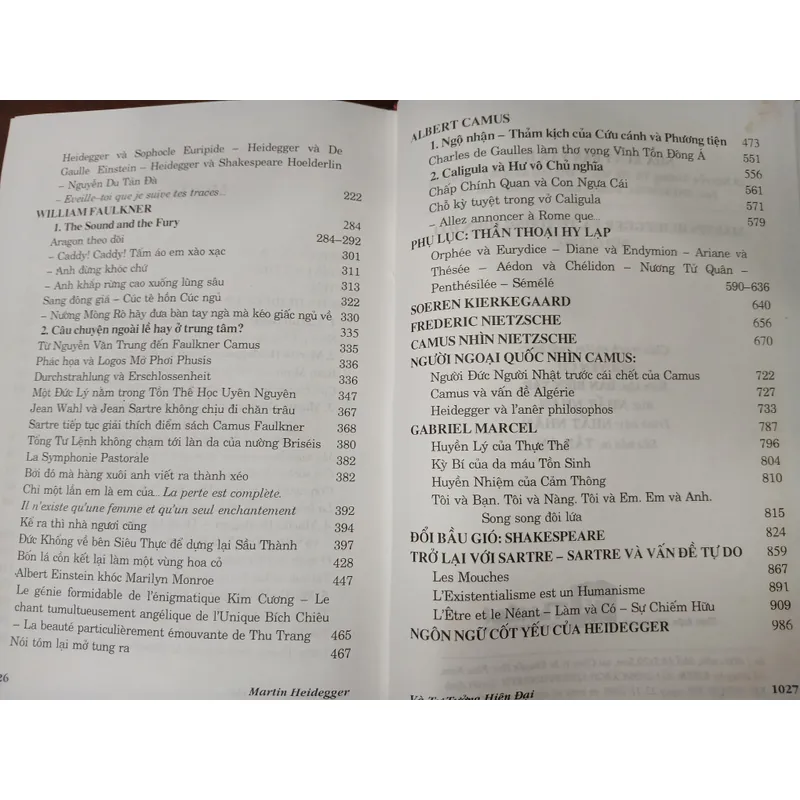 Heidegger và Sophocle Euripide – Heidegger và De
Gaulle Einstein – Heidegger và Shakespeare Hoelderlin
– Nguyễn Du Tản Đà
– Eveille-toi que je suive tes traces... 222
WILLIAM FAULKNER
1. The Sound and the Fury 284
Aragon theo dõi 284–292
– Caddy! Caddy! Tấm áo em xào xạc 301
– Anh đừng khóc chứ 311
– Anh khắp rừng cao xuống lũng sâu 313
Sang đông giá – Cúc tê hồn Cúc ngủ 322
– Nường Mòng Rò hãy đưa bàn tay ngà mà kéo giấc ngủ về 330
2. Câu chuyện ngoài lề hay ở trung tâm? 335
Từ Nguyễn Văn Trung đến Faulkner Camus 335
Phác họa và Logos Mở Phơi Phusis 336
Durchstrahlung và Erschlossenheit 336
Một Đức Lý nằm trong Tồn Thể Học Uyên Nguyên 347
Jean Wahl và Jean Sartre không chịu đi chăn trâu 367
Sartre tiếp tục giải thích điểm sách Camus Faulkner 368
Tổng Tư Lệnh không chạm tới làn da của nường Briséis 380
La Symphonie Pastorale 382
Bởi dó mà hàng xuôi anh viết ra thành xéo 382
Chỉ một lần em là em của... La perte est complète.
Il n'existe qu'une femme et qu'un seul enchantement 392
Kể ra thì nhà ngươi cũng 394
Đức Khổng về bên Siêu Thực để dựng lại Sầu Thành 397
Bốn lá còn kết lại làm một vùng hoa cỏ 428
Albert Einstein khóc Marilyn Monroe 447
Le génie formidable de l'énigmatique Kim Cương – Le
chant tumultueusement angélique de l'Unique Bích Chiêu
– La beauté particulièrement émouvante de Thu Trang 465
Nói tóm lại mở tung ra 467
26
Martin Heidegger
ALBERT CAMUS
1. Ngộ nhận – Thảm kịch của Cứu cánh và Phương tiện 473
Charles de Gaulles làm thơ vọng Vĩnh Tồn Đông Á 551
2. Caligula và Hư vô Chủ nghĩa 556
Chấp Chính Quan và Con Ngựa Cái 561
Chỗ kỳ tuyệt trong vở Caligula 571
– Allez annoncer à Rome que... 579
PHỤ LỤC: THẦN THOẠI HY LẠP
Orphée và Eurydice – Diane và Endymion – Ariane và
Thésée – Aédon và Chélidon – Nương Tử Quân –
Penthésilée – Sémélé 590–636
SOEREN KIERKEGAARD 640
FREDERIC NIETZSCHE 656
CAMUS NHÌN NIETZSCHE 670
NGƯỜI NGOẠI QUỐC NHÌN CAMUS:
Người Đức Người Nhật trước cái chết của Camus 722
Camus và vấn đề Algérie 727
Heidegger và l'anêr philosophos 733
GABRIEL MARCEL 787
Huyền Lý của Thực Thể 796
Kỳ Bí của da máu Tồn Sinh 804
Huyền Nhiệm của Cảm Thông 810
Tôi và Bạn. Tôi và Nàng. Tôi và Em. Em và Anh.
Song song đôi lứa 815
ĐỔI BẦU GIÓ: SHAKESPEARE 824
TRỞ LẠI VỚI SARTRE – SARTRE VÀ VẤN ĐỀ TỰ DO 859
Les Mouches 867
L'Existentialisme est un Humanisme 891
L'Être et le Néant – Làm và Có – Sự Chiếm Hữu 909
NGÔN NGỮ CỐT YẾU CỦA HEIDEGGER 986
Và Tư Tưởng Hiện Đại
1027